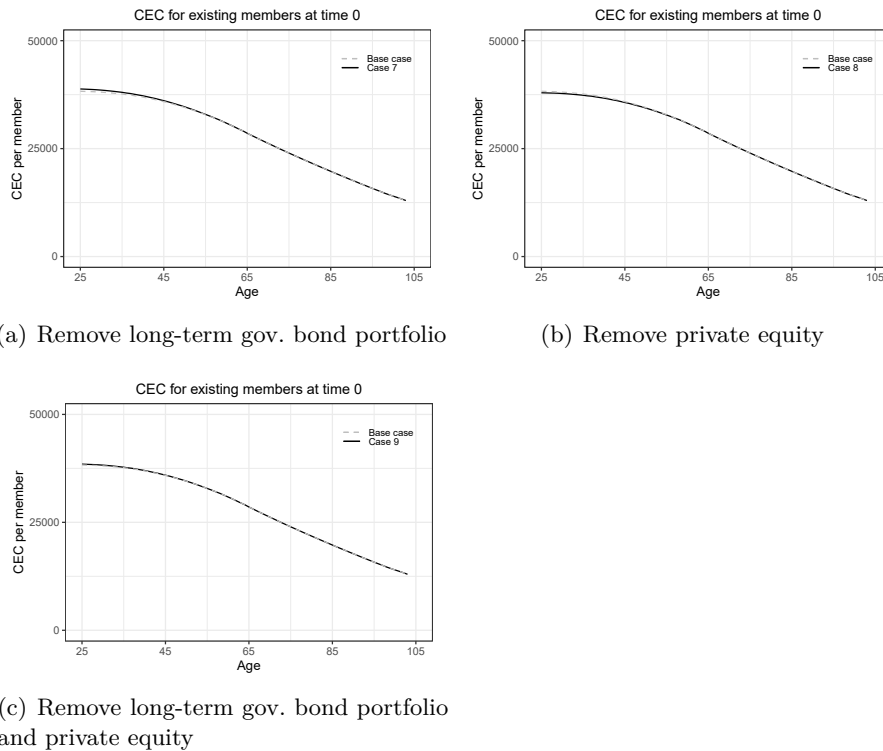 CEC for existing members at time 0
50000
25000
0
CEC per member
Base case
Case 7
25 45 65 85 105
Age
(a) Remove long-term gov. bond portfolio
CEC for existing members at time 0
50000
25000
0
CEC per member
Base case
Case 8
25 45 65 85 105
Age
(b) Remove private equity
CEC for existing members at time 0
50000
25000
0
CEC per member
Base case
Case 9
25 45 65 85 105
Age
(c) Remove long-term gov. bond portfolio
and private equity